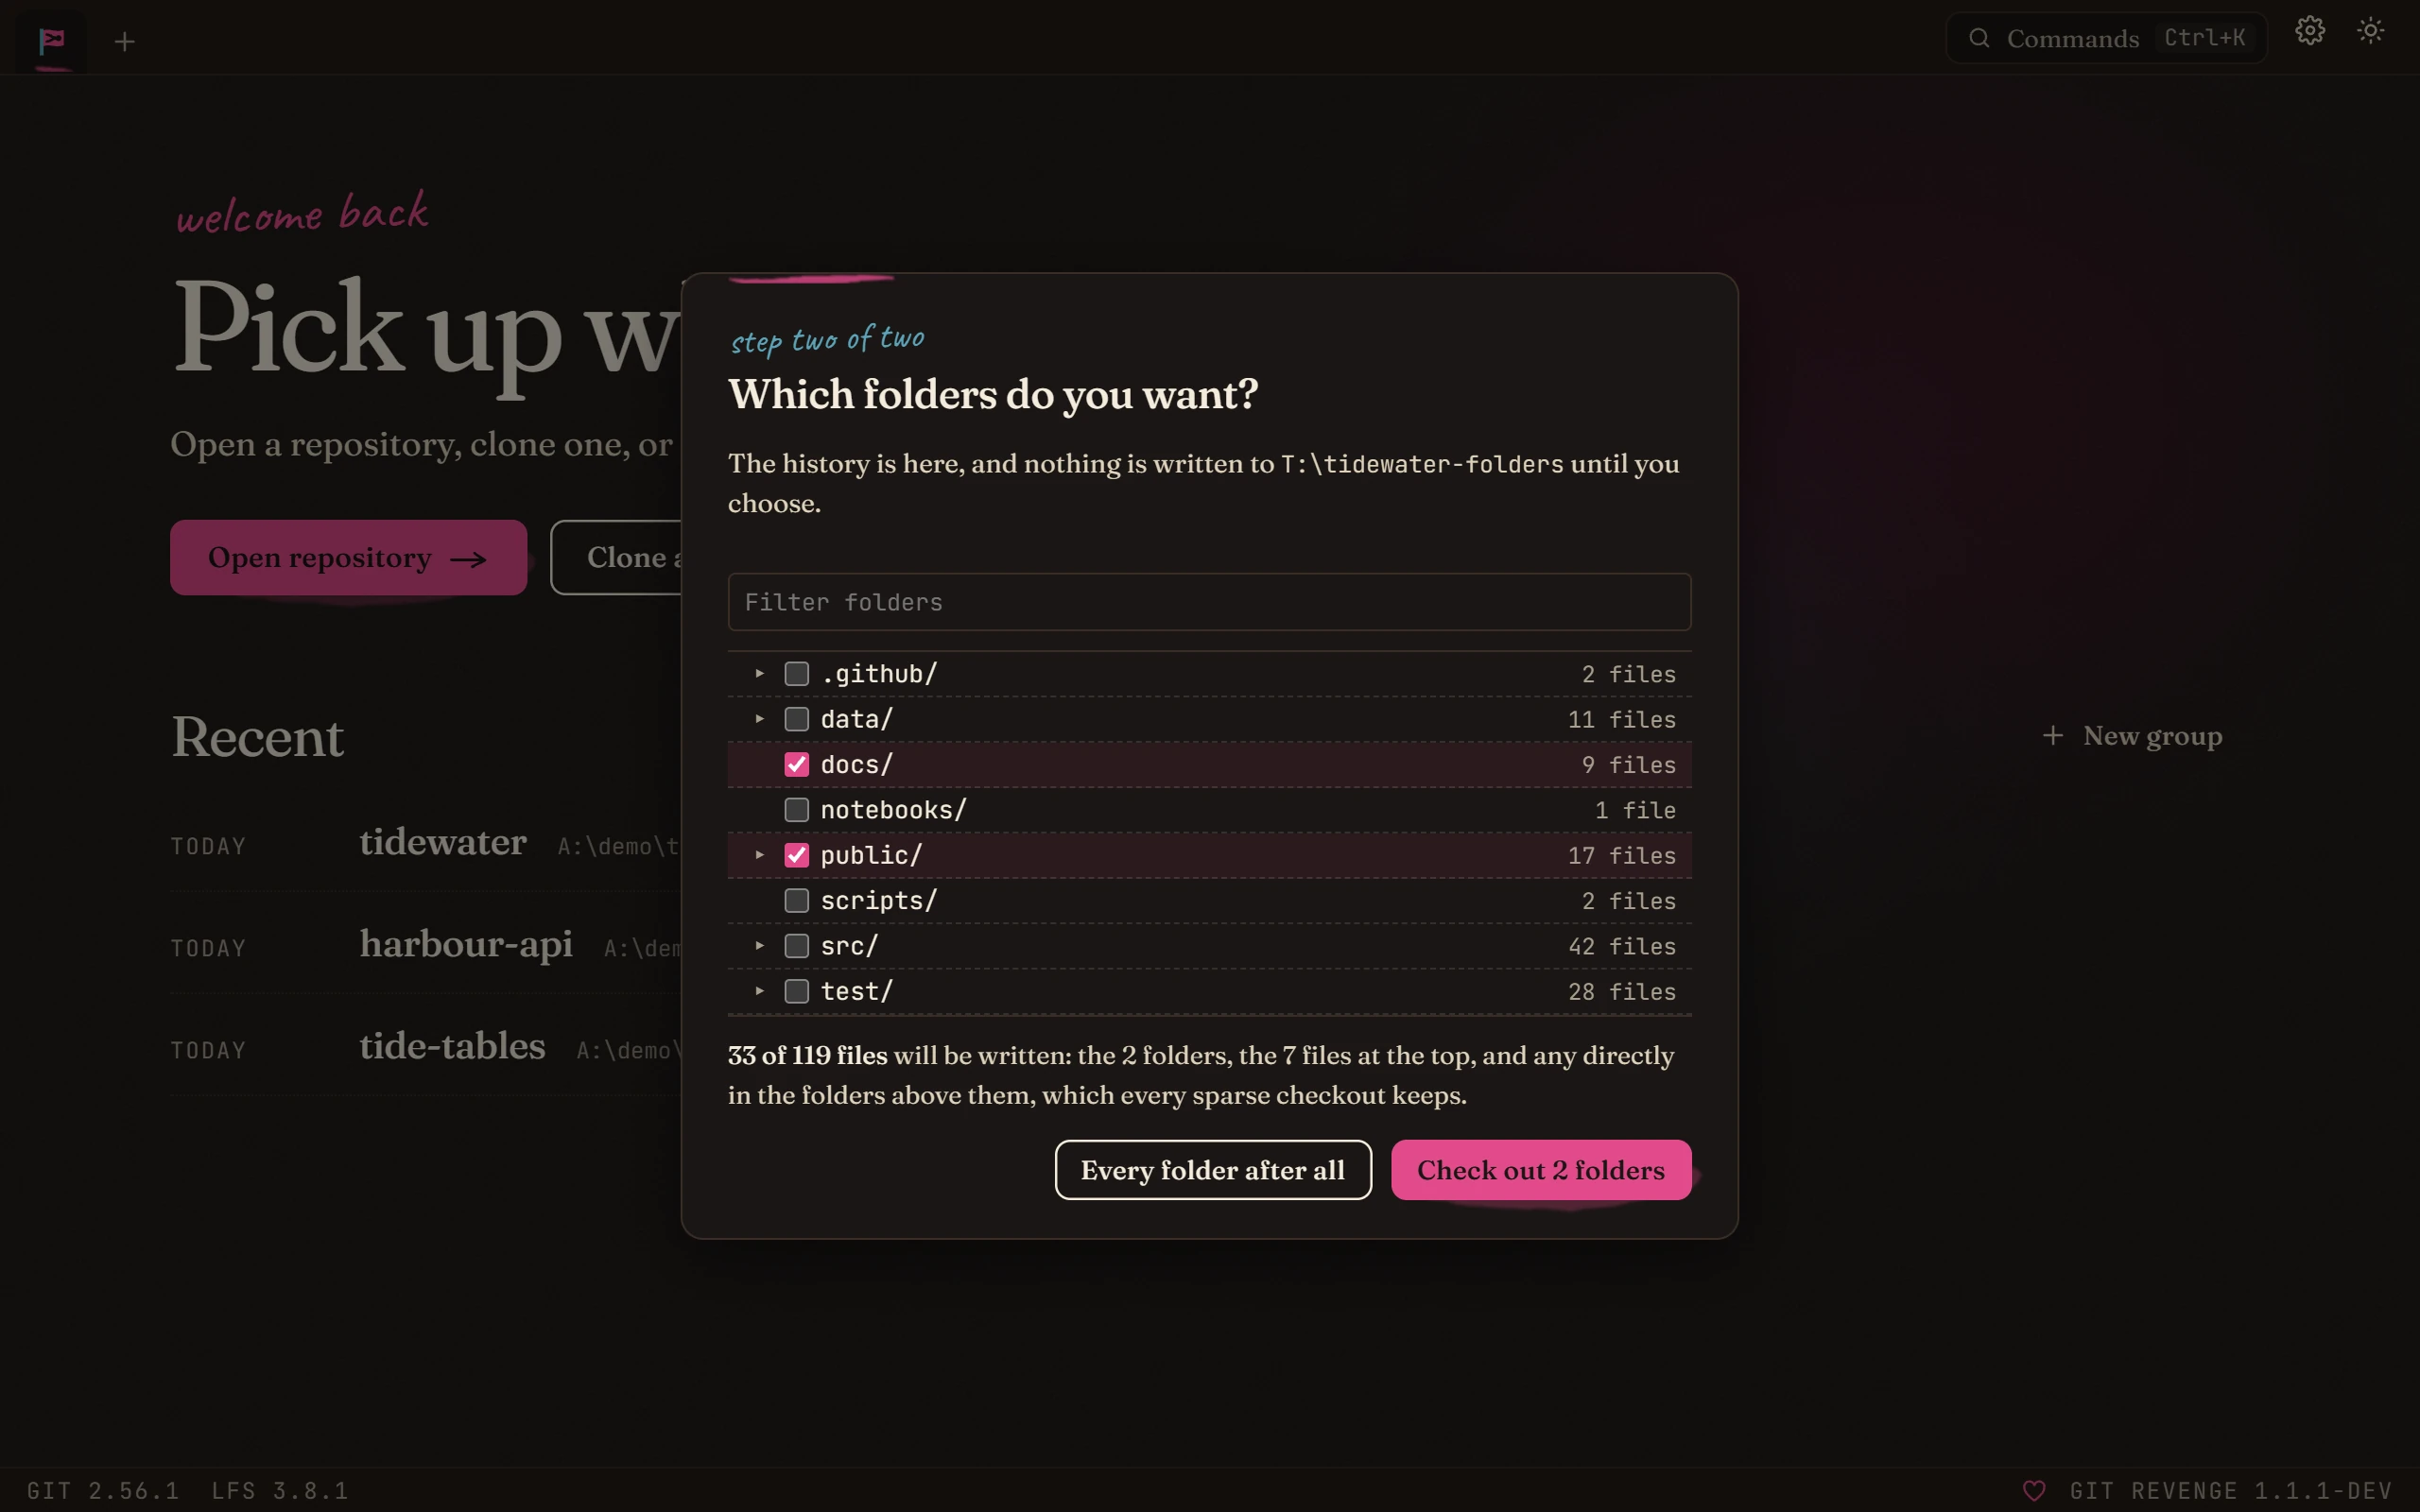 +
Commands Ctrl+K
welcome back
Pick up w
Open a repository, clone one, or
Open repository →
Clone a
Recent
+ New group
TODAY tidewater A:\demo\t
TODAY harbour-api A:\dem
TODAY tide-tables A:\demo\
step two of two
Which folders do you want?
The history is here, and nothing is written to T:\tidewater-folders until you
choose.
Filter folders
.github/ 2 files
data/ 11 files
docs/ 9 files
notebooks/ 1 file
public/ 17 files
scripts/ 2 files
src/ 42 files
test/ 28 files
33 of 119 files will be written: the 2 folders, the 7 files at the top, and any directly
in the folders above them, which every sparse checkout keeps.
Every folder after all
Check out 2 folders
GIT 2.56.1 LFS 3.8.1
GIT REVENGE 1.1.1-DEV